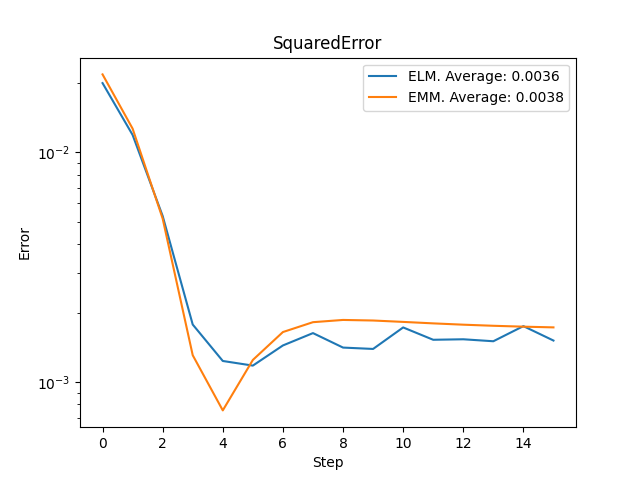 SquaredError
ELM. Average: 0.0036
EMM. Average: 0.0038
Error
10⁻²
10⁻³
0 2 4 6 8 10 12 14
Step